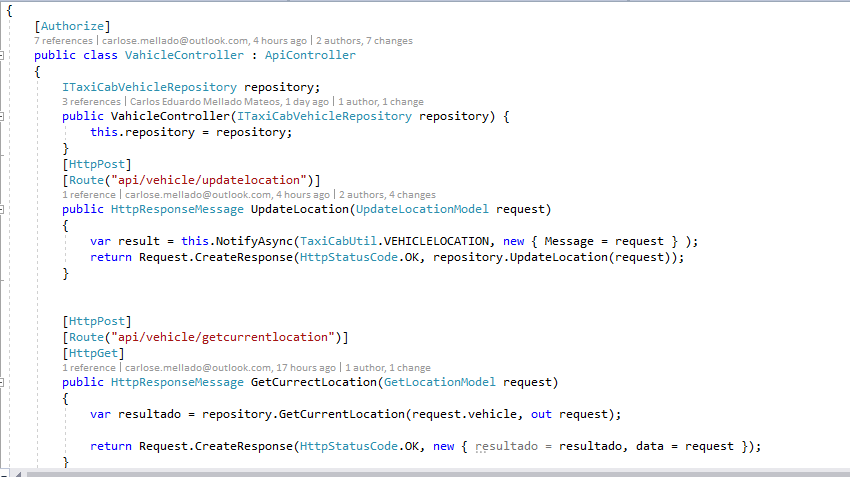 {
[Authorize]
7 references | carlose.mellado@outlook.com, 4 hours ago | 2 authors, 7 changes
public class VahicleController : ApiController
{
ITaxiCabVehicleRepository repository;
3 references | Carlos Eduardo Mellado Mateos, 1 day ago | 1 author, 1 change
public VahicleController(ITaxiCabVehicleRepository repository) {
this.repository = repository;
}
[HttpPost]
[Route("api/vehicle/updatelocation")]
1 reference | carlose.mellado@outlook.com, 4 hours ago | 2 authors, 4 changes
public HttpResponseMessage UpdateLocation(UpdateLocationModel request)
{
var result = this.NotifyAsync(TaxiCabUtil.VEHICLELOCATION, new { Message = request } );
return Request.CreateResponse(HttpStatusCode.OK, repository.UpdateLocation(request));
}
[HttpPost]
[Route("api/vehicle/getcurrentlocation")]
[HttpGet]
1 reference | carlose.mellado@outlook.com, 17 hours ago | 1 author, 1 change
public HttpResponseMessage GetCurrectLocation(GetLocationModel request)
{
var resultado = repository.GetCurrentLocation(request.vehicle, out request);
return Request.CreateResponse(HttpStatusCode.OK, new { resultado = resultado, data = request });
}